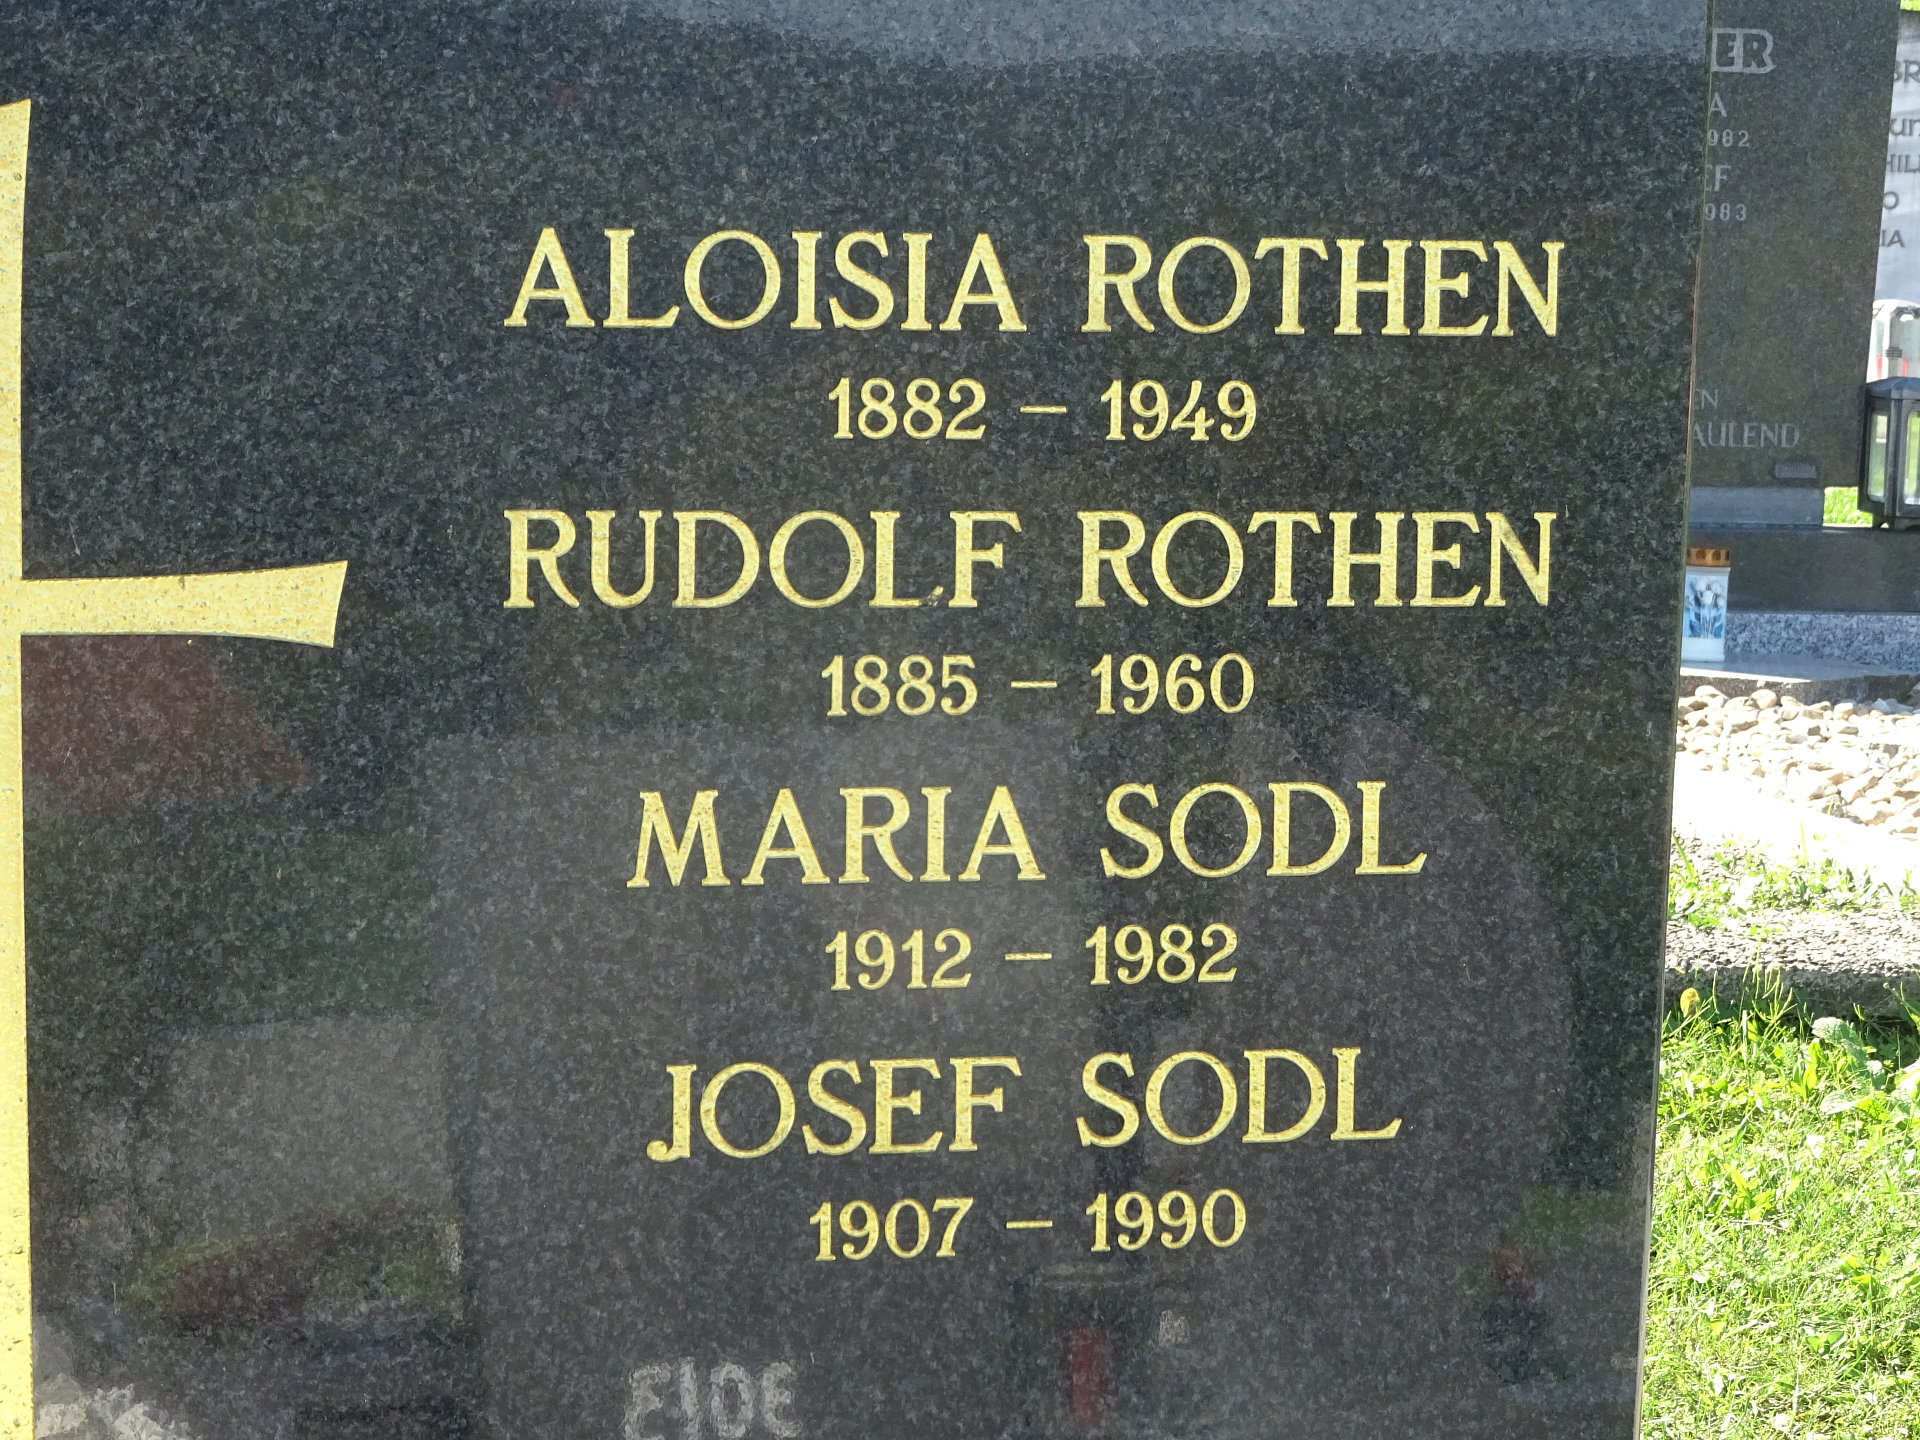 ALOISIA ROTHEN
1882 – 1949
RUDOLF ROTHEN
1885 – 1960
MARIA SODL
1912 – 1982
JOSEF SODL
1907 – 1990